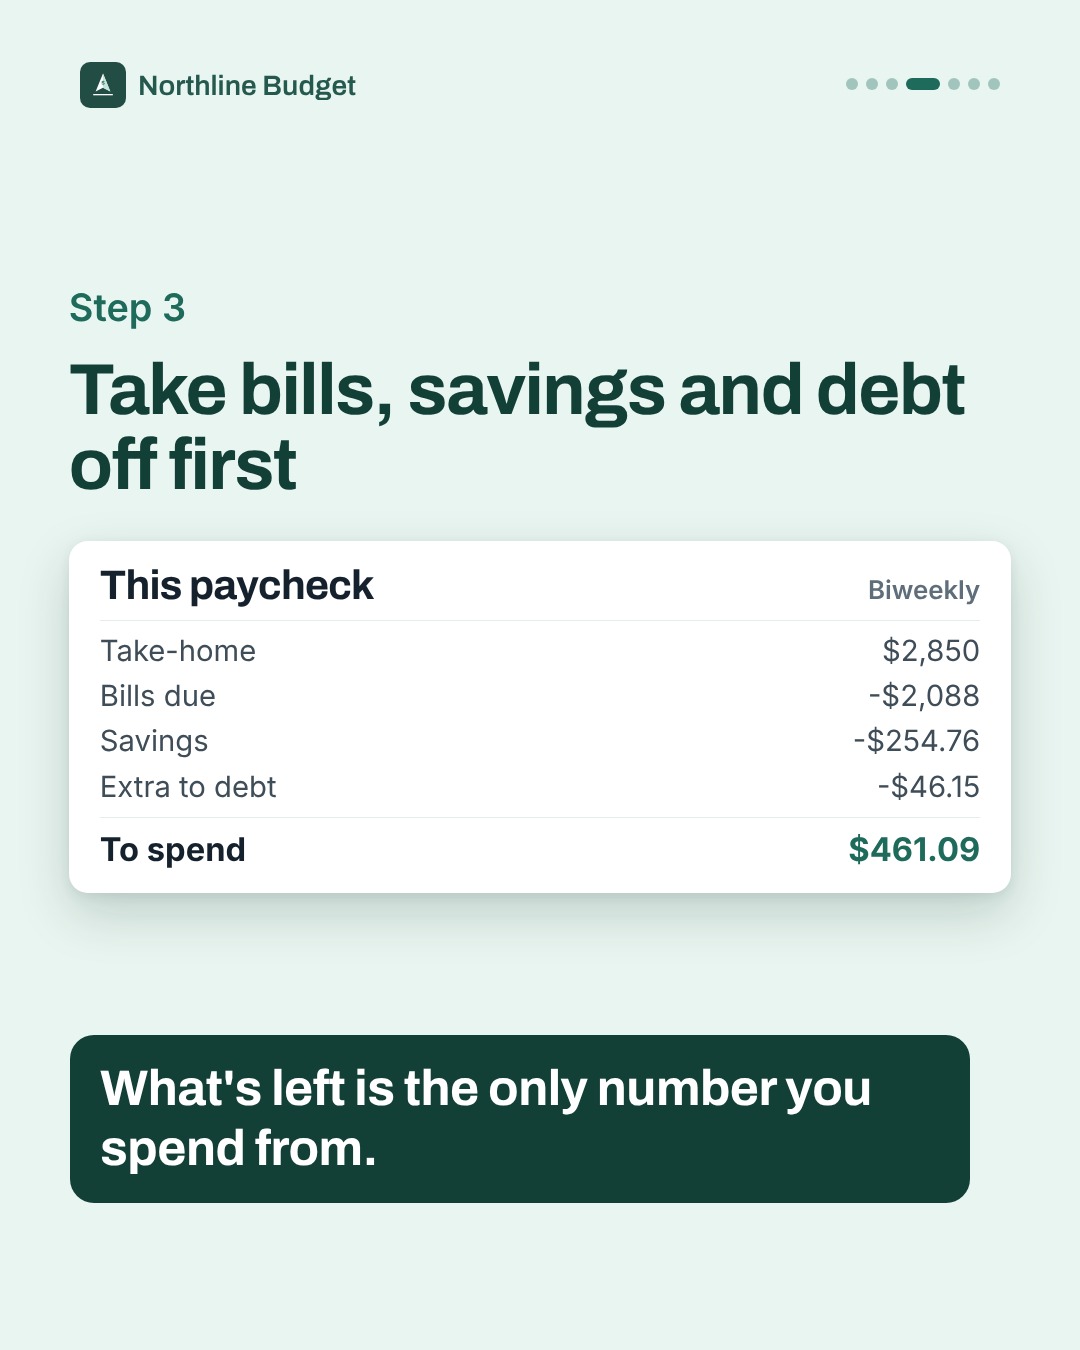 Northline Budget
Step 3
Take bills, savings and debt
off first
This paycheck Biweekly
Take-home $2,850
Bills due -$2,088
Savings -$254.76
Extra to debt -$46.15
To spend $461.09
What's left is the only number you
spend from.